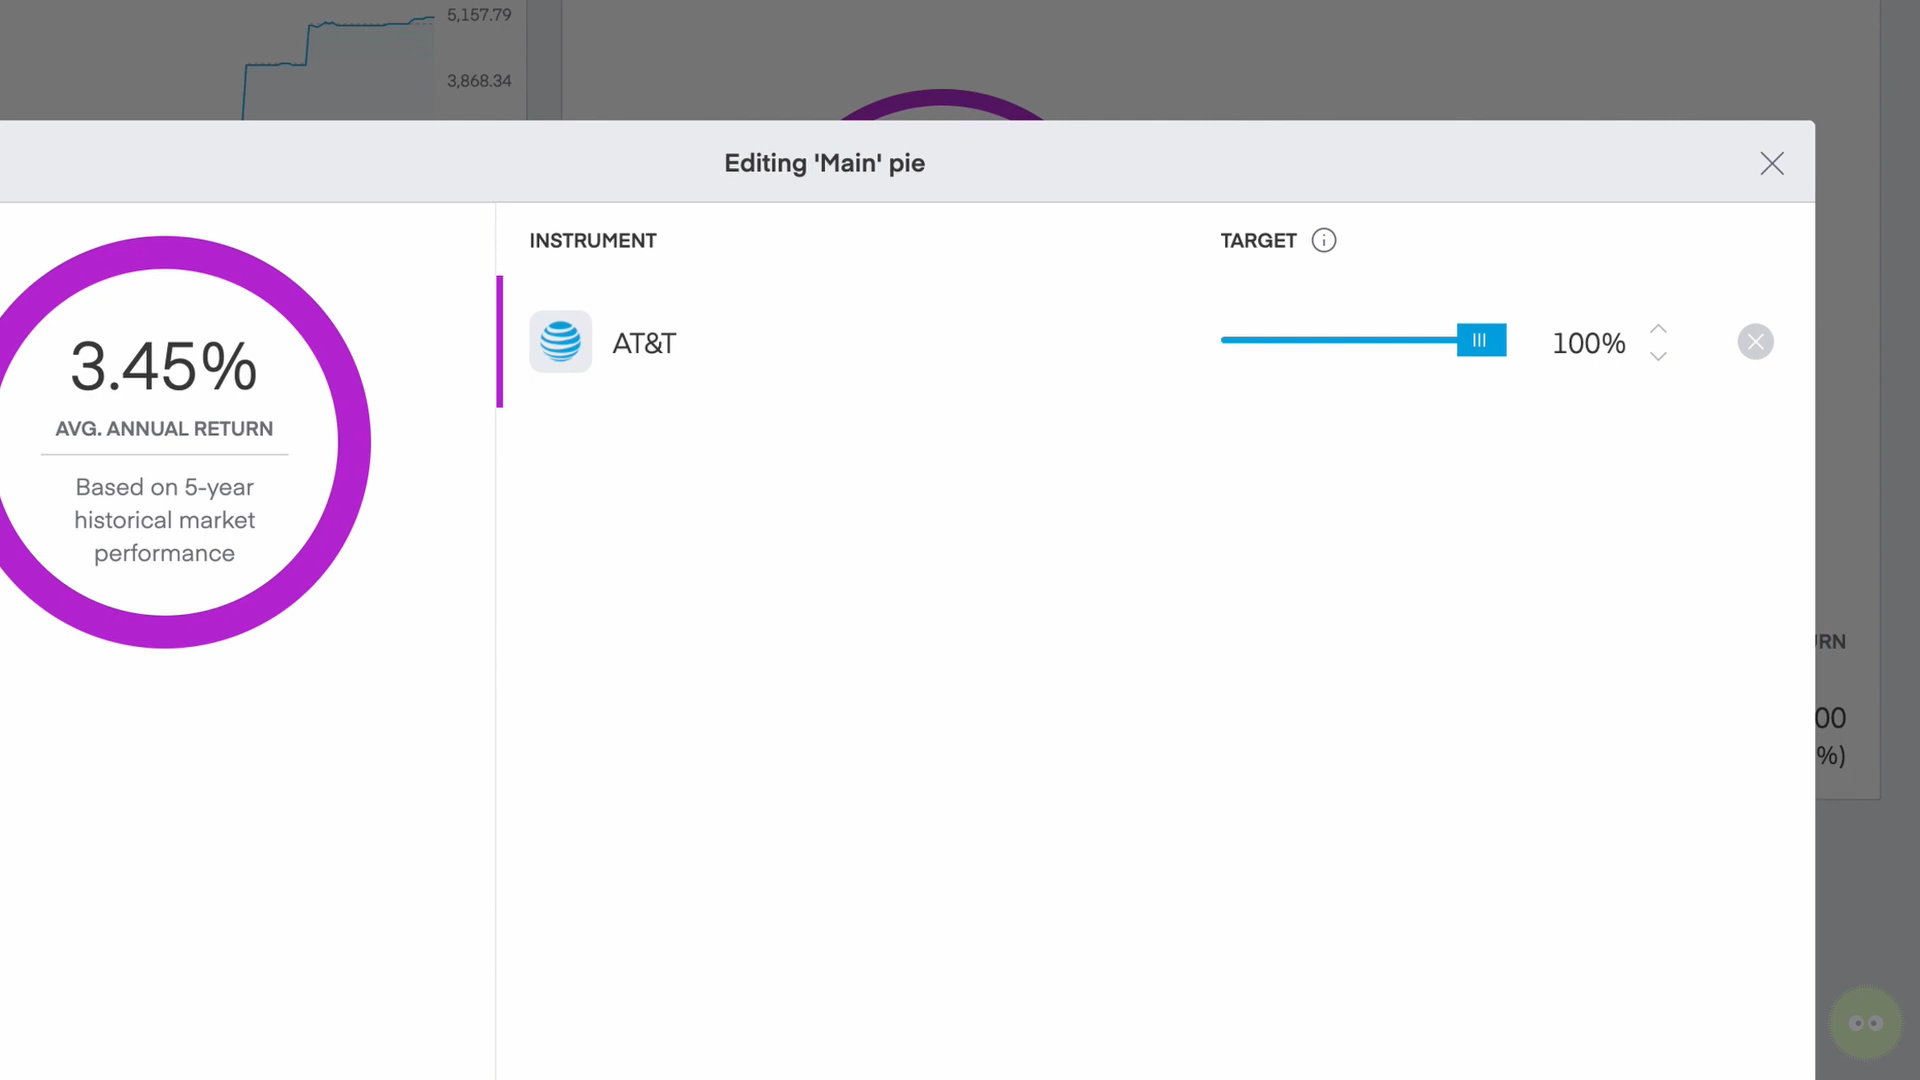 5,157.79
3,868.34
Editing 'Main' pie
INSTRUMENT
TARGET
AT&T
100%
3.45%
AVG. ANNUAL RETURN
Based on 5-year
historical market
performance
RN
00
%)